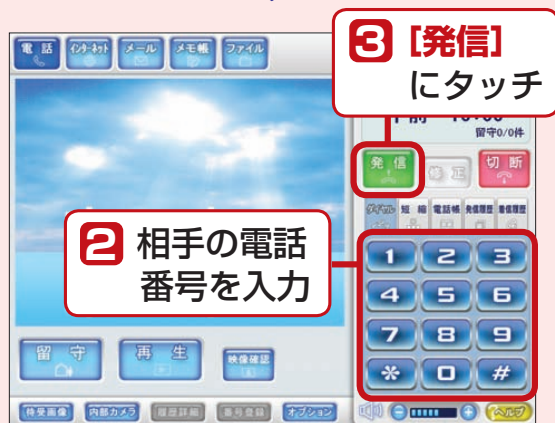 3 [発信]
にタッチ
電話 インターネット メール メモ帳 ファイル
午前 10:00
留守0/0件
発信 修正 切断
ダイヤル 短縮 電話帳 発信履歴 着信履歴
2 相手の電話
番号を入力
1 2 3
4 5 6
7 8 9
* 0 #
留守 再生 映像確認
待受画像 内部カメラ 履歴詳細 番号登録 オプション
ヘルプ